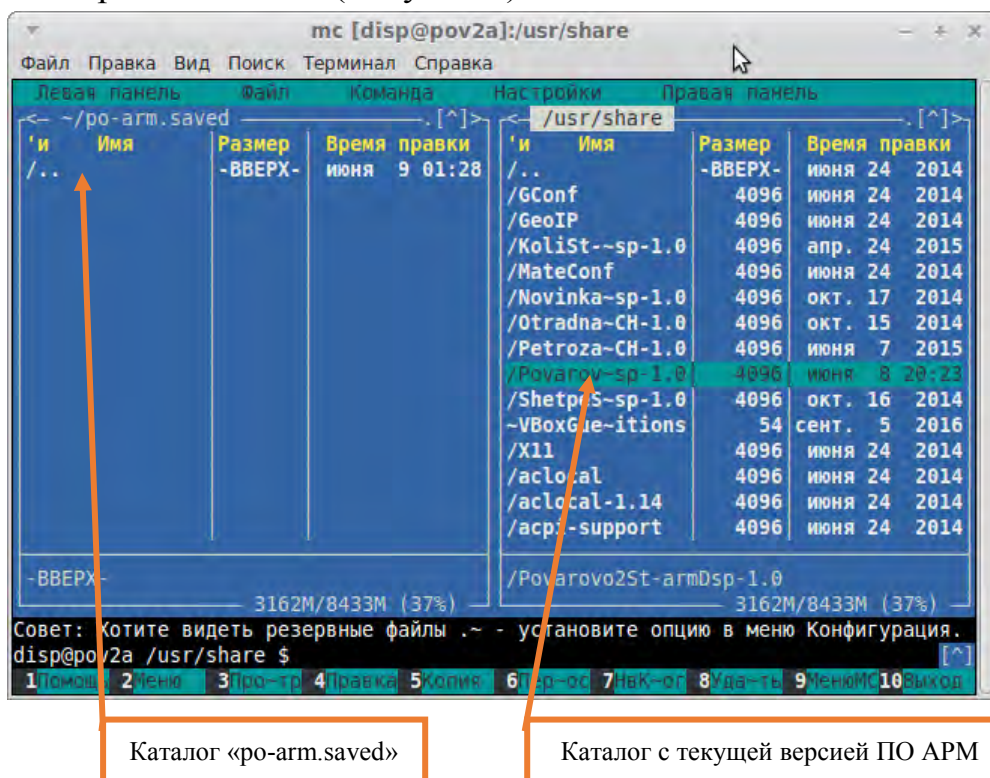 mc [disp@pov2a]:/usr/share
Файл Правка Вид Поиск Терминал Справка
Левая панель Файл Команда Настройки Правая панель
<— ~/po-arm.saved .[^]> <— /usr/share .[^]>
'и Имя Размер Время правки 'и Имя Размер Время правки
/.. -ВВЕРХ- июня 9 01:28 /.. -ВВЕРХ- июня 24 2014
/GConf 4096 июня 24 2014
/GeoIP 4096 июня 24 2014
/KoliSt-~sp-1.0 4096 апр. 24 2015
/MateConf 4096 июня 24 2014
/Novinka~sp-1.0 4096 окт. 17 2014
/Otradna~CH-1.0 4096 окт. 15 2014
/Petroza~CH-1.0 4096 июня 7 2015
/Povarov~sp-1.0 4096 июня 8 20:23
/ShetpeS~sp-1.0 4096 окт. 16 2014
~VBoxGue~itions 54 сент. 5 2016
/X11 4096 июня 24 2014
/aclocal 4096 июня 24 2014
/aclocal-1.14 4096 июня 24 2014
/acpi-support 4096 июня 24 2014
-ВВЕРХ- /Povarovo2St-armDsp-1.0
3162M/8433M (37%) 3162M/8433M (37%)
Совет: Хотите видеть резервные файлы .~ - установите опцию в меню Конфигурация.
disp@pov2a /usr/share $ [^]
1Помощь 2Меню 3Про~тр 4Правка 5Копия 6Пер~ос 7НвК~ог 8Уда~ть 9МенюMC 10Выход
Каталог «po-arm.saved» Каталог с текущей версией ПО АРМ